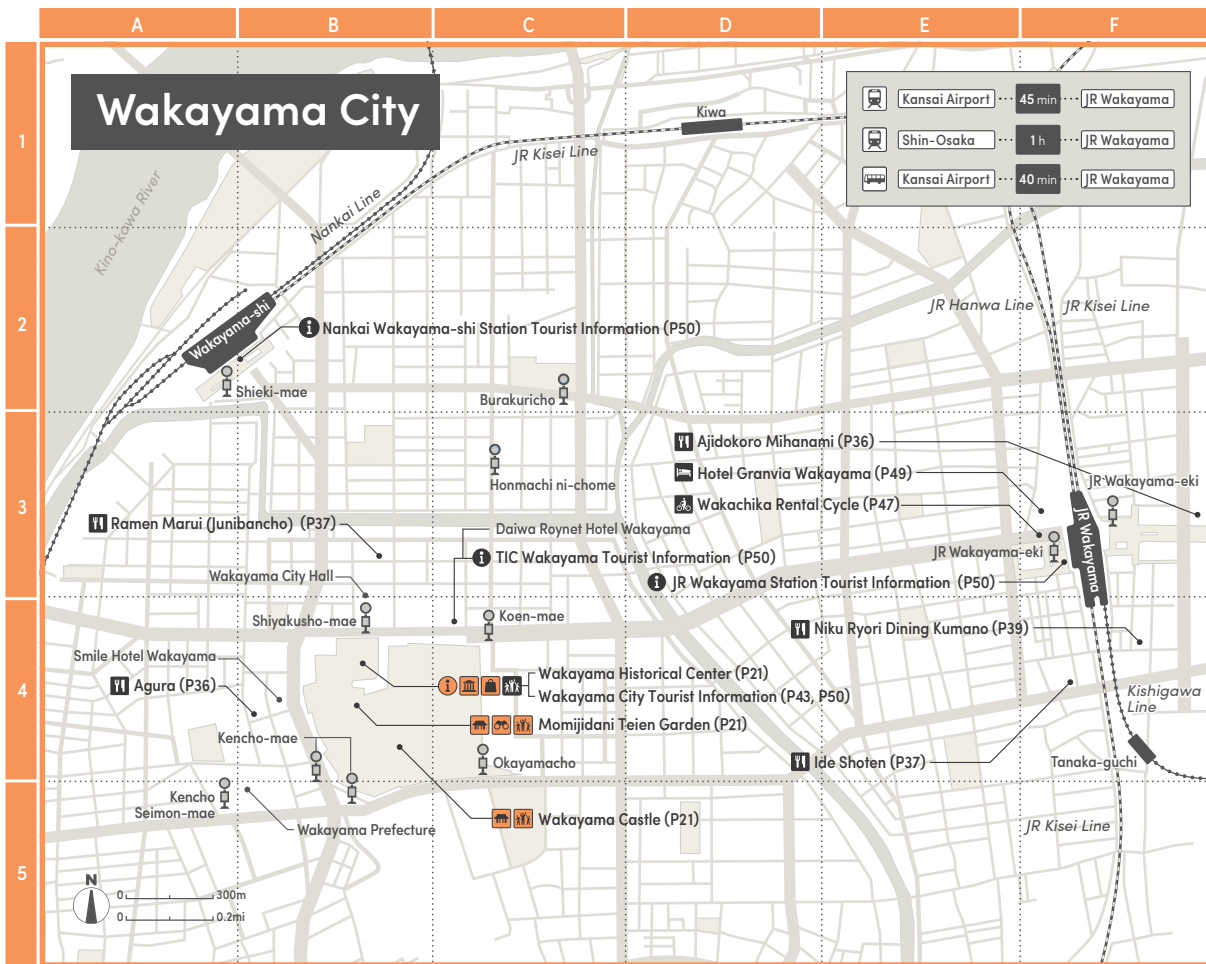 A B C D E F
1
2
3
4
5
Wakayama City
Kansai Airport 45 min JR Wakayama
Shin-Osaka 1 h JR Wakayama
Kansai Airport 40 min JR Wakayama
Kiwa
JR Kisei Line
Nankai Line
Kino-kawa River
JR Hanwa Line
JR Kisei Line
Wakayama-shi
Nankai Wakayama-shi Station Tourist Information (P50)
Shieki-mae
Burakuricho
Ajidokoro Mihanami (P36)
Hotel Granvia Wakayama (P49)
Wakachika Rental Cycle (P47)
JR Wakayama-eki
Honmachi ni-chome
Ramen Marui (Junibancho) (P37)
Daiwa Roynet Hotel Wakayama
TIC Wakayama Tourist Information (P50)
JR Wakayama-eki
JR Wakayama
JR Wakayama Station Tourist Information (P50)
Wakayama City Hall
Shiyakusho-mae
Koen-mae
Niku Ryori Dining Kumano (P39)
Smile Hotel Wakayama
Agura (P36)
Wakayama Historical Center (P21)
Wakayama City Tourist Information (P43, P50)
Momijidani Teien Garden (P21)
Kishigawa
Line
Kencho-mae
Okayamacho
Ide Shoten (P37)
Tanaka-guchi
Kencho
Seimon-mae
Wakayama Prefecture
Wakayama Castle (P21)
JR Kisei Line
N
0 300m
0 0.2mi